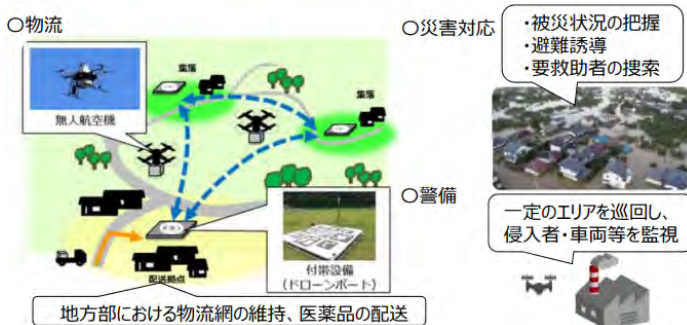 ○物流
無人航空機
集落
集落
付帯設備
(ドローンポート)
配送拠点
地方部における物流網の維持、医薬品の配送
○災害対応
・被災状況の把握
・避難誘導
・要救助者の捜索
○警備
一定のエリアを巡回し、
侵入者・車両等を監視